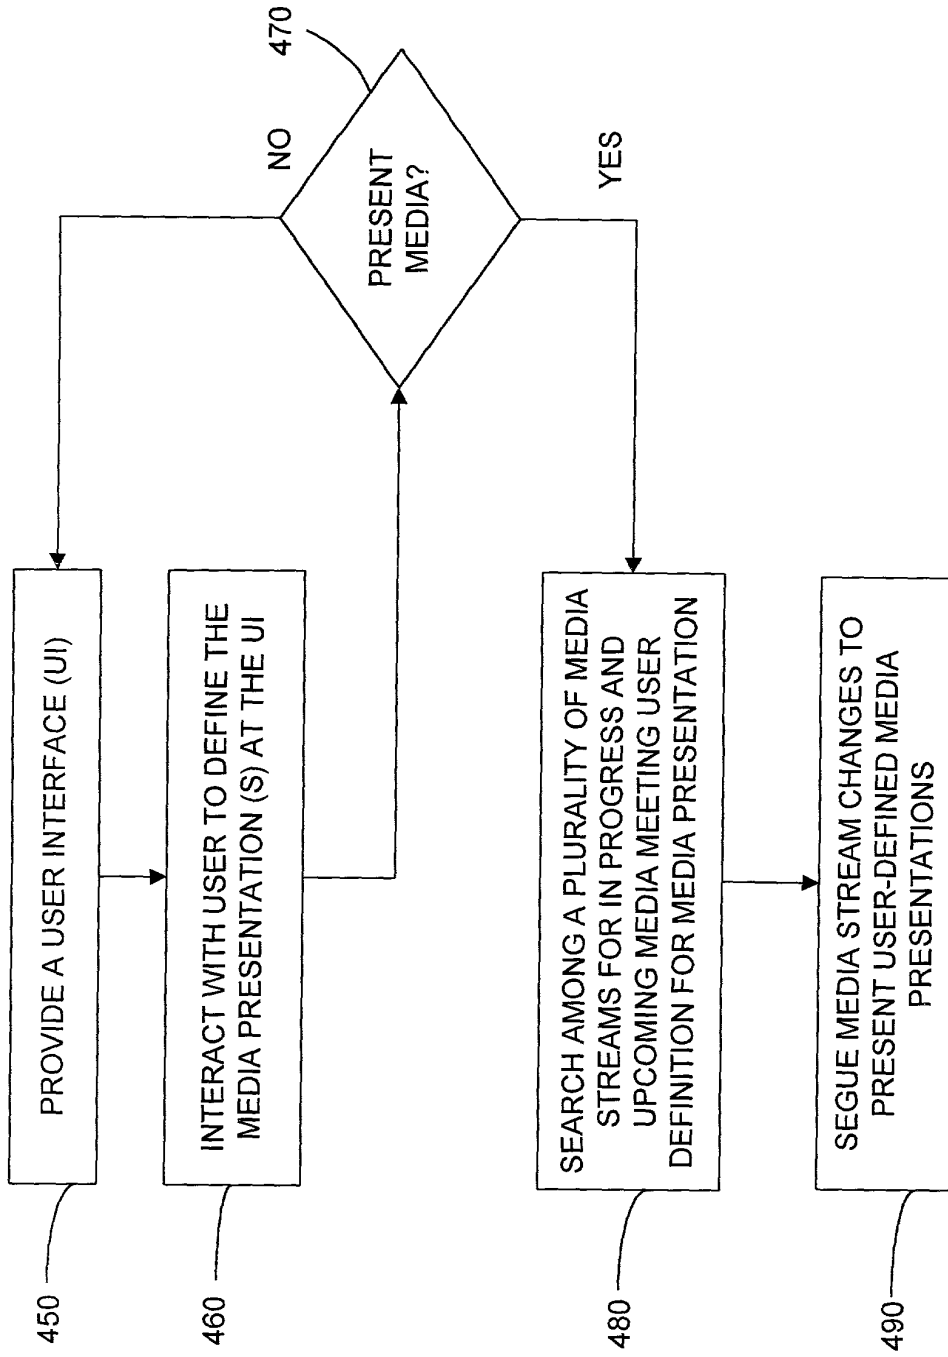 450
PROVIDE A USER INTERFACE (UI)
460
INTERACT WITH USER TO DEFINE THE
MEDIA PRESENTATION (S) AT THE UI
470
NO
PRESENT
MEDIA?
YES
480
SEARCH AMONG A PLURALITY OF MEDIA
STREAMS FOR IN PROGRESS AND
UPCOMING MEDIA MEETING USER
DEFINITION FOR MEDIA PRESENTATION
490
SEGUE MEDIA STREAM CHANGES TO
PRESENT USER-DEFINED MEDIA
PRESENTATIONS